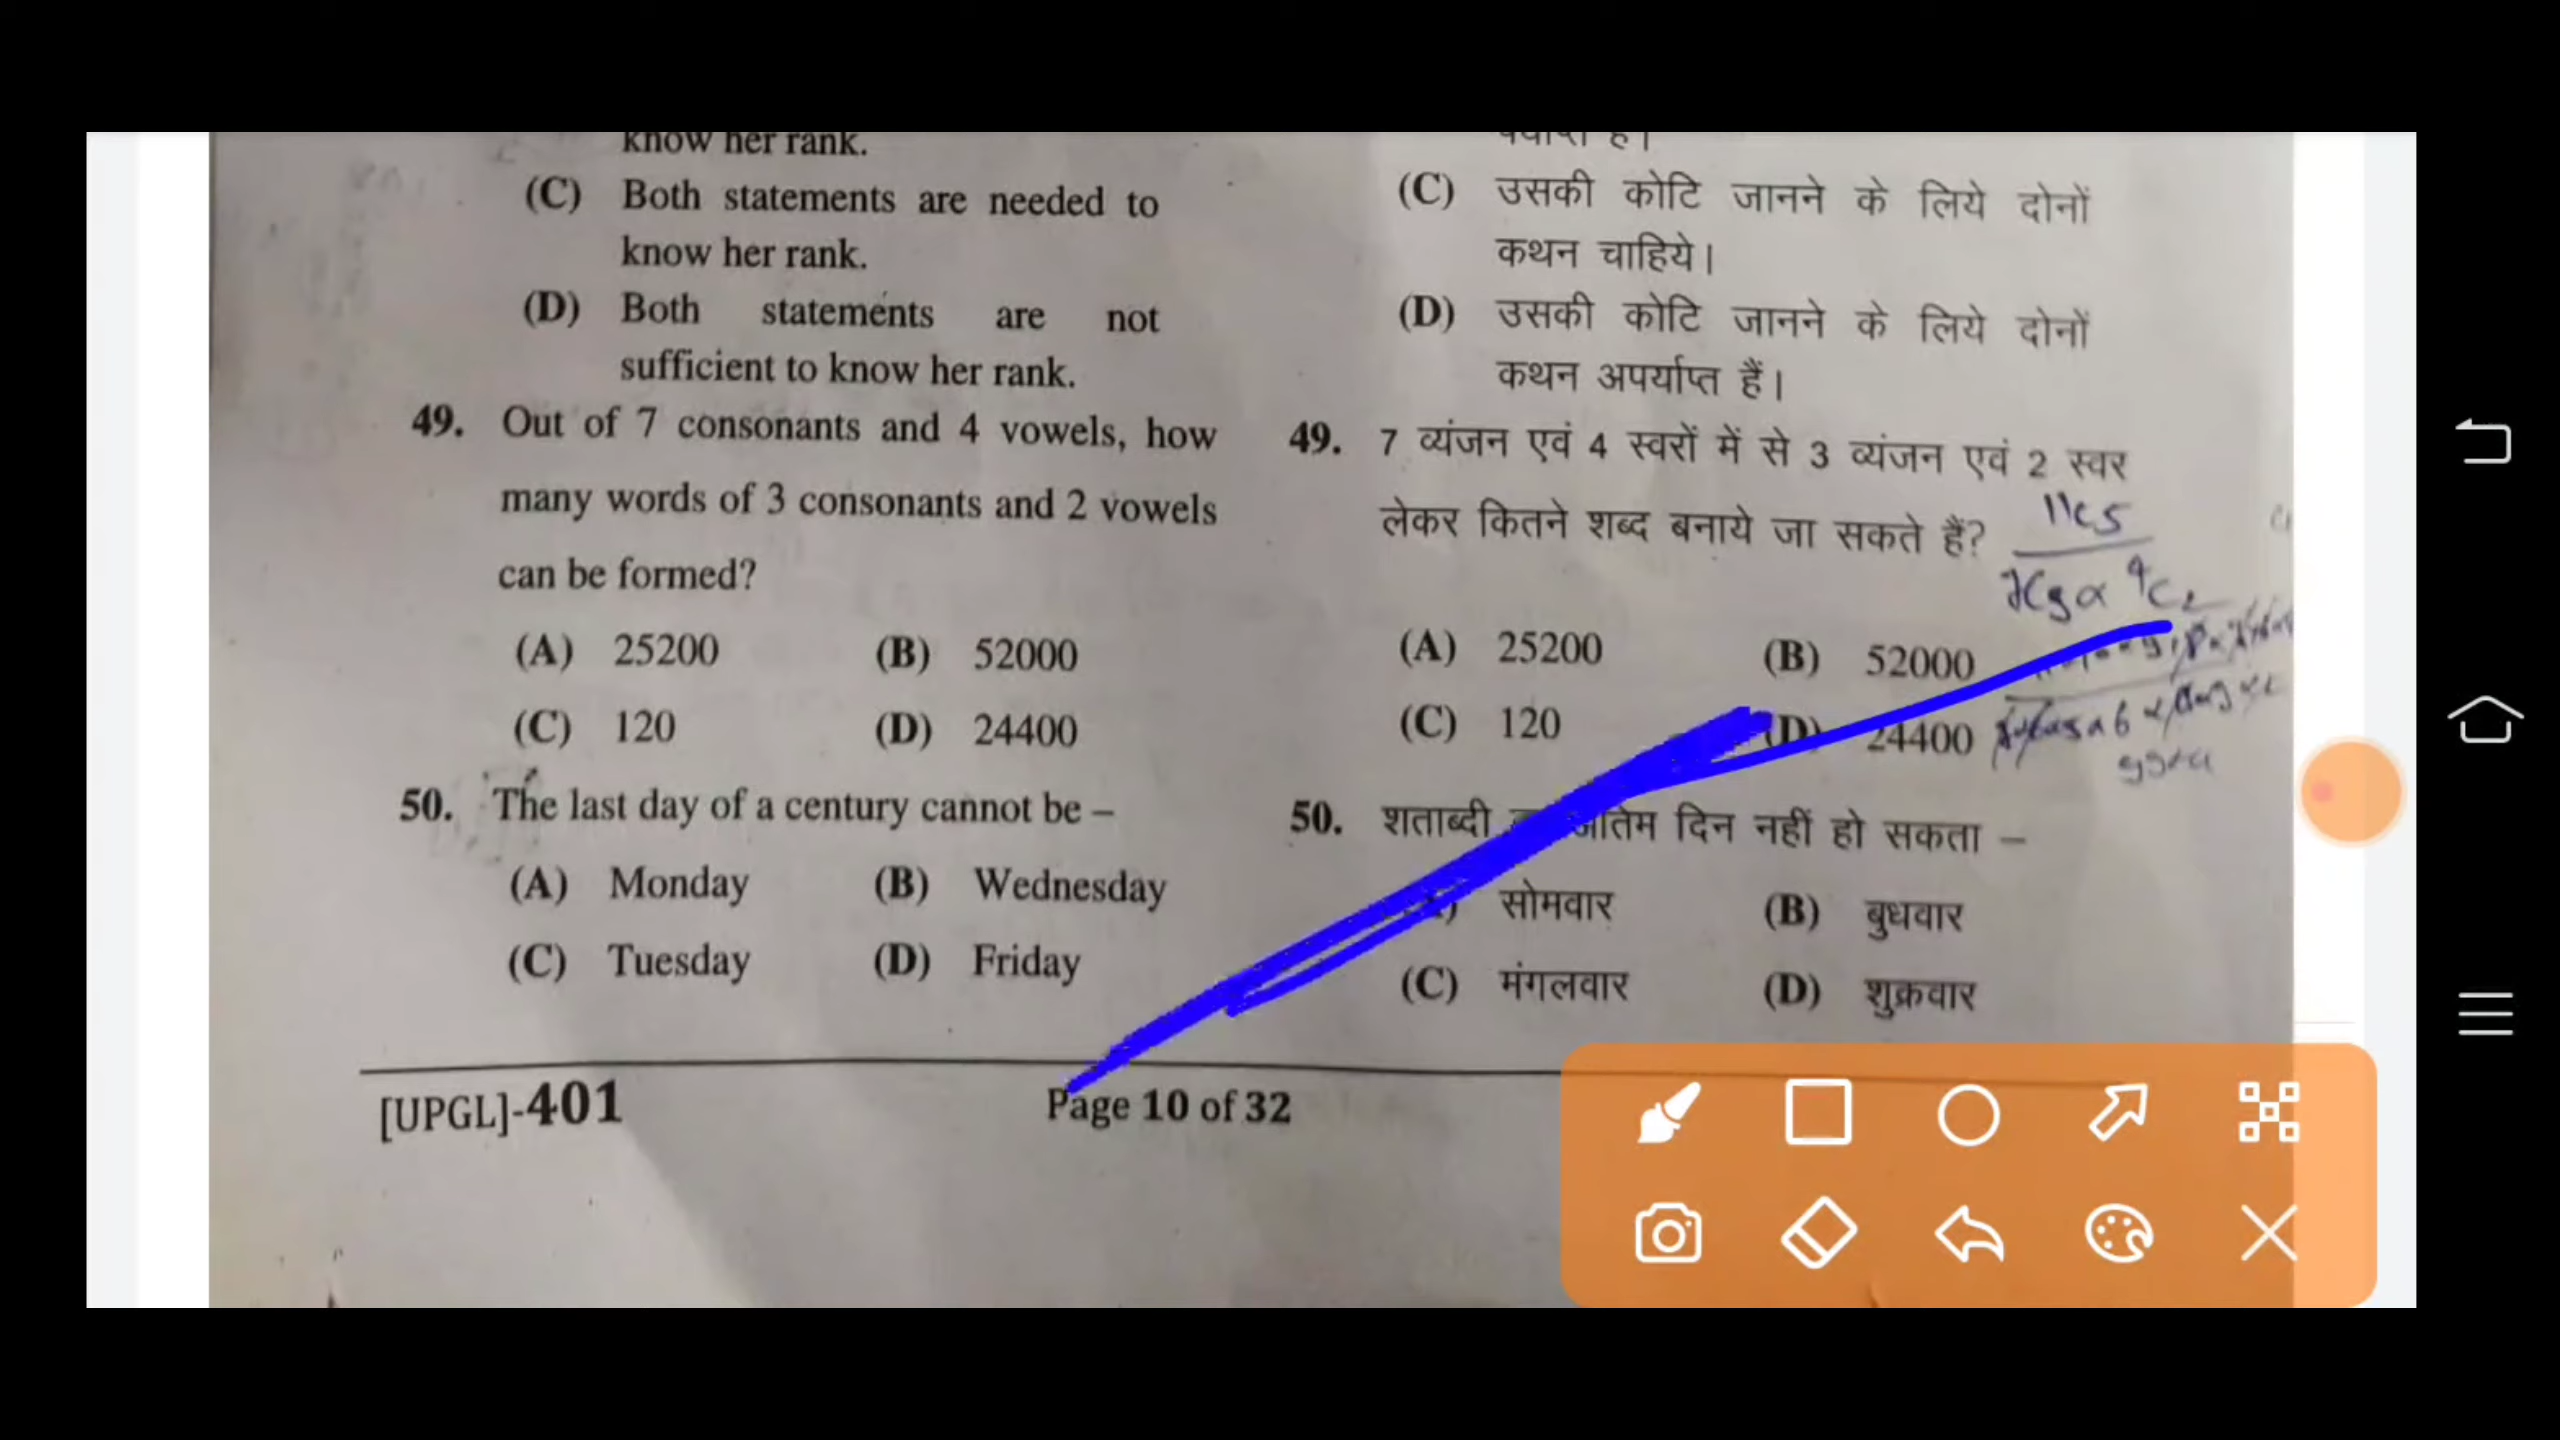 know her rank.
(C) Both statements are needed to
know her rank.
(D) Both statements are not
sufficient to know her rank.
49. Out of 7 consonants and 4 vowels, how
many words of 3 consonants and 2 vowels
can be formed?
(A) 25200 (B) 52000
(C) 120 (D) 24400
50. The last day of a century cannot be –
(A) Monday (B) Wednesday
(C) Tuesday (D) Friday
(C) उसकी कोटि जानने के लिये दोनों
कथन चाहिये।
(D) उसकी कोटि जानने के लिये दोनों
कथन अपर्याप्त हैं।
49. 7 व्यंजन एवं 4 स्वरों में से 3 व्यंजन एवं 2 स्वर
लेकर कितने शब्द बनाये जा सकते हैं?
(A) 25200 (B) 52000
(C) 120 (D) 24400
50. शताब्दी अंतिम दिन नहीं हो सकता –
सोमवार (B) बुधवार
(C) मंगलवार (D) शुक्रवार
[UPGL]-401 Page 10 of 32